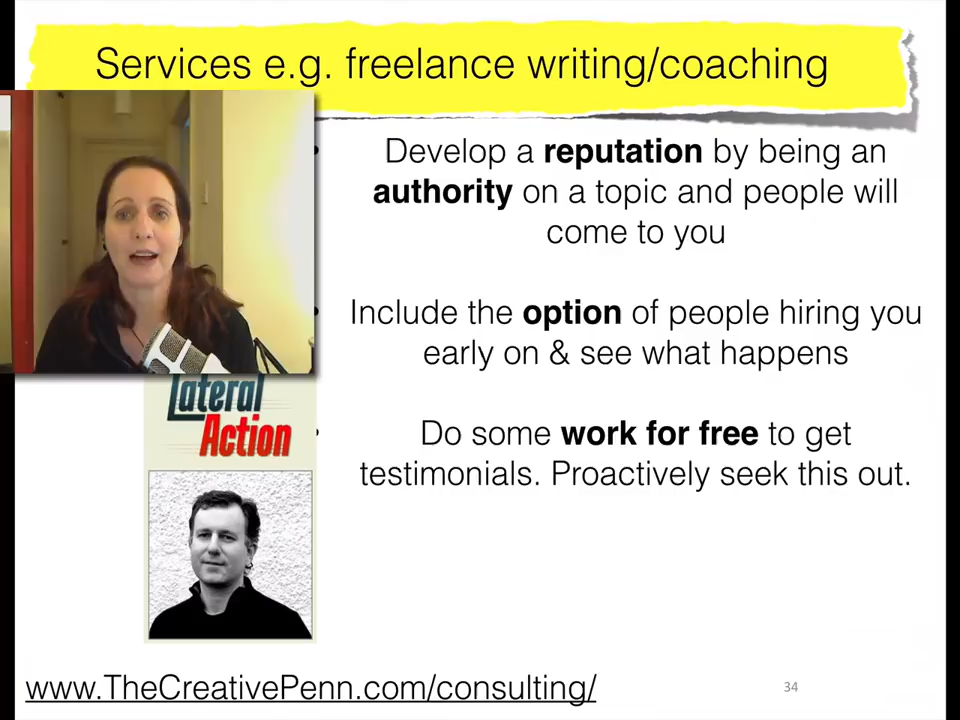 Services e.g. freelance writing/coaching
Develop a reputation by being an
authority on a topic and people will
come to you
Include the option of people hiring you
early on & see what happens
Do some work for free to get
testimonials. Proactively seek this out.
Lateral
Action
www.TheCreativePenn.com/consulting/
34